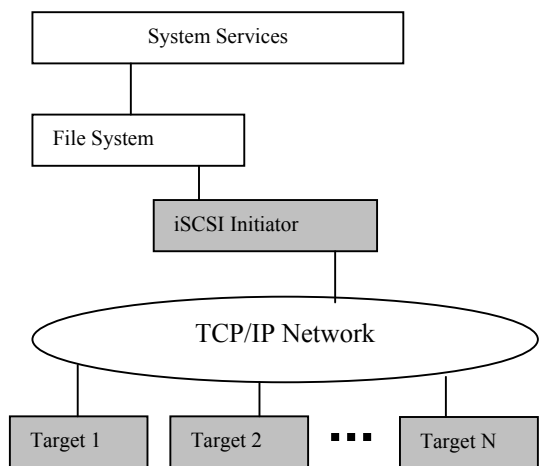 System Services
File System
iSCSI Initiator
TCP/IP Network
Target 1
Target 2
Target N